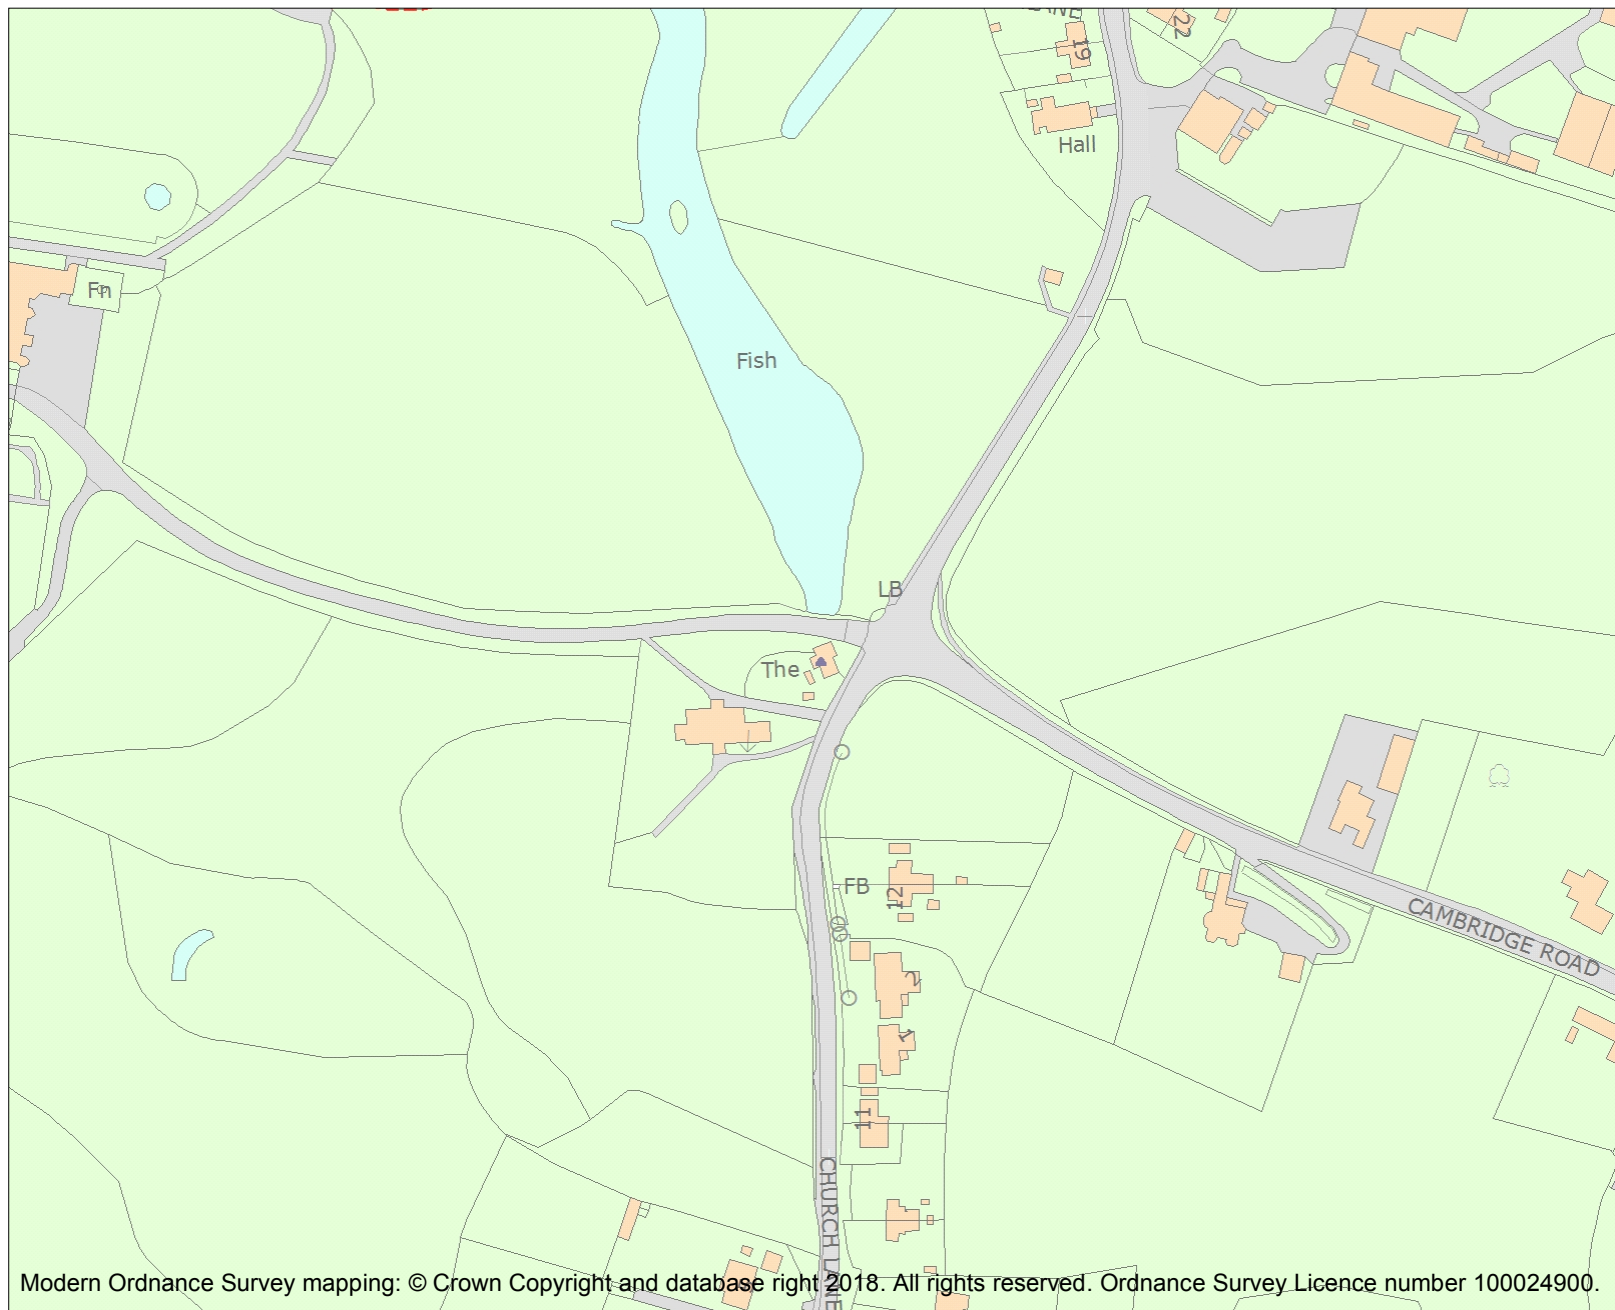 22
19
Hall
Fn
Fish
LB
The
FB
12
CAMBRIDGE ROAD
2
1
11
CHURCH LANE
Modern Ordnance Survey mapping: © Crown Copyright and database right 2018. All rights reserved. Ordnance Survey Licence number 100024900.